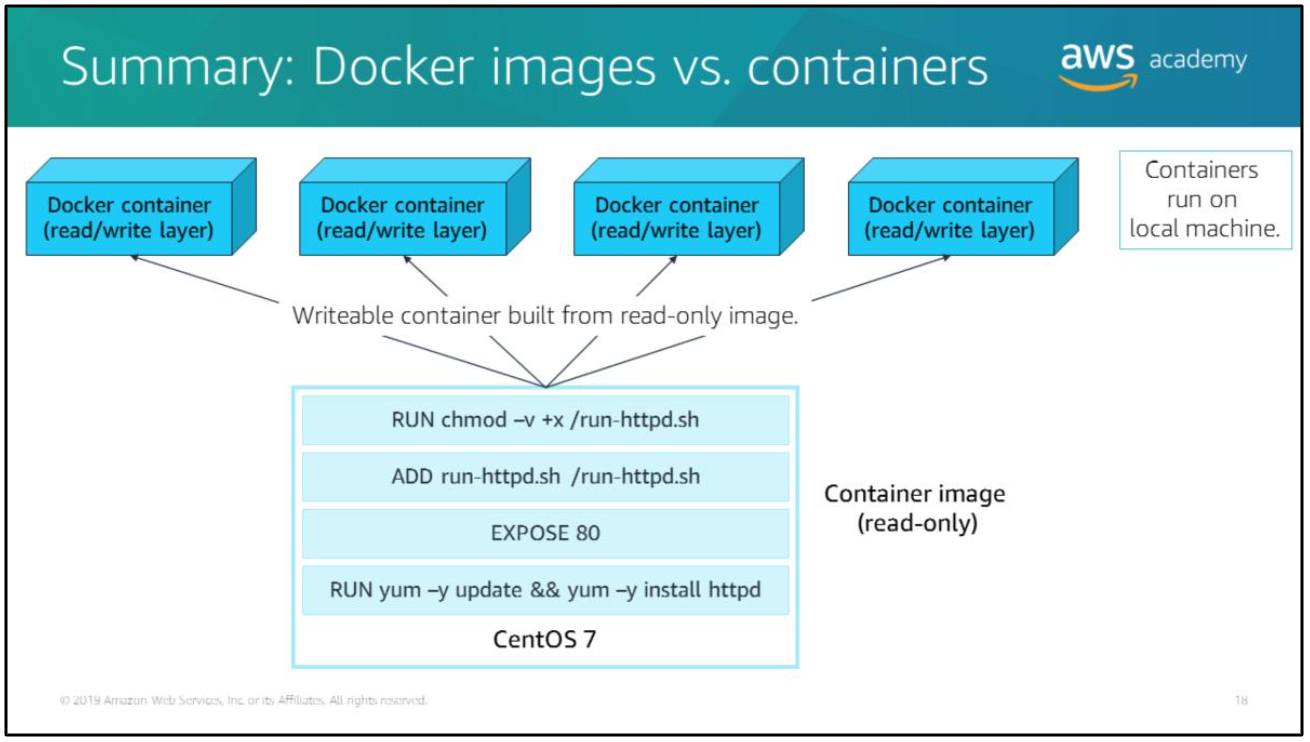 Summary: Docker images vs. containers
aws academy
Docker container
(read/write layer)
Docker container
(read/write layer)
Docker container
(read/write layer)
Docker container
(read/write layer)
Containers
run on
local machine.
Writeable container built from read-only image.
RUN chmod –v +x /run-httpd.sh
ADD run-httpd.sh /run-httpd.sh
EXPOSE 80
RUN yum –y update && yum –y install httpd
CentOS 7
Container image
(read-only)
© 2019 Amazon Web Services, Inc. or its Affiliates. All rights reserved.
18